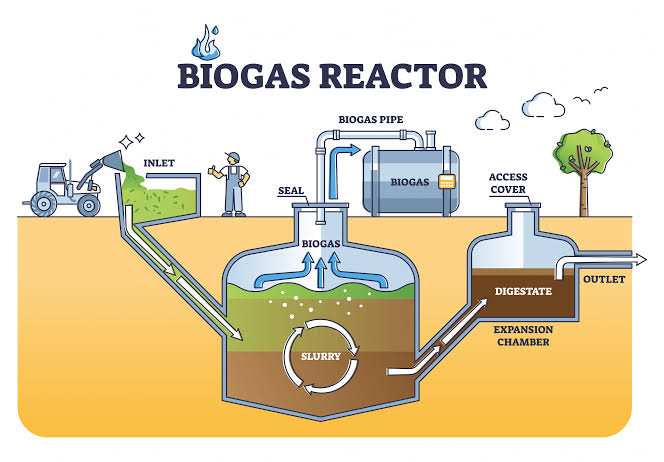 BIOGAS REACTOR
BIOGAS PIPE
INLET
SEAL
BIOGAS
ACCESS
COVER
BIOGAS
DIGESTATE
OUTLET
EXPANSION
CHAMBER
SLURRY